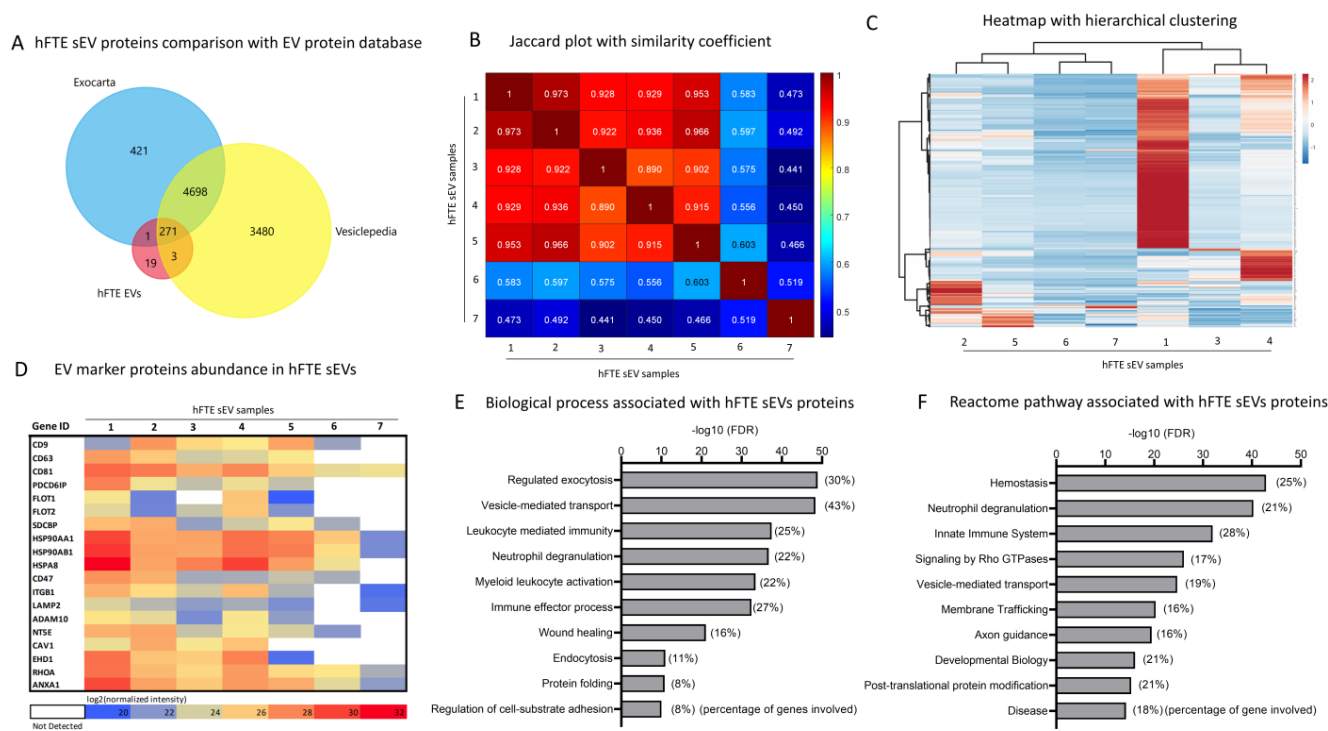 A hFTE sEV proteins comparison with EV protein database
Exocarta
421
4698
271
1
3480
Vesiclepedia
19
3
hFTE EVs
B Jaccard plot with similarity coefficient
hFTE sEV samples
1 1 0.973 0.928 0.929 0.953 0.583 0.473
2 0.973 1 0.922 0.936 0.966 0.597 0.492
3 0.928 0.922 1 0.890 0.902 0.575 0.441
4 0.929 0.936 0.890 1 0.915 0.556 0.450
5 0.953 0.966 0.902 0.915 1 0.603 0.466
6 0.583 0.597 0.575 0.556 0.603 1 0.519
7 0.473 0.492 0.441 0.450 0.466 0.519 1
1 2 3 4 5 6 7
hFTE sEV samples
1
0.9
0.8
0.7
0.6
0.5
C Heatmap with hierarchical clustering
2
1
0
-1
2 5 6 7 1 3 4
hFTE sEV samples
D EV marker proteins abundance in hFTE sEVs
hFTE sEV samples
Gene ID 1 2 3 4 5 6 7
CD9
CD63
CD81
PDCD6IP
FLOT1
FLOT2
SDCBP
HSP90AA1
HSP90AB1
HSPA8
CD47
ITGB1
LAMP2
ADAM10
NT5E
CAV1
EHD1
RHOA
ANXA1
log2(normalized intensity)
20 22 24 26 28 30 32
Not Detected
E Biological process associated with hFTE sEVs proteins
-log10 (FDR)
0 10 20 30 40 50
Regulated exocytosis (30%)
Vesicle-mediated transport (43%)
Leukocyte mediated immunity (25%)
Neutrophil degranulation (22%)
Myeloid leukocyte activation (22%)
Immune effector process (27%)
Wound healing (16%)
Endocytosis (11%)
Protein folding (8%)
Regulation of cell-substrate adhesion (8%) (percentage of genes involved)
F Reactome pathway associated with hFTE sEVs proteins
-log10 (FDR)
0 10 20 30 40 50
Hemostasis (25%)
Neutrophil degranulation (21%)
Innate Immune System (28%)
Signaling by Rho GTPases (17%)
Vesicle-mediated transport (19%)
Membrane Trafficking (16%)
Axon guidance (16%)
Developmental Biology (21%)
Post-translational protein modification (21%)
Disease (18%) (percentage of gene involved)